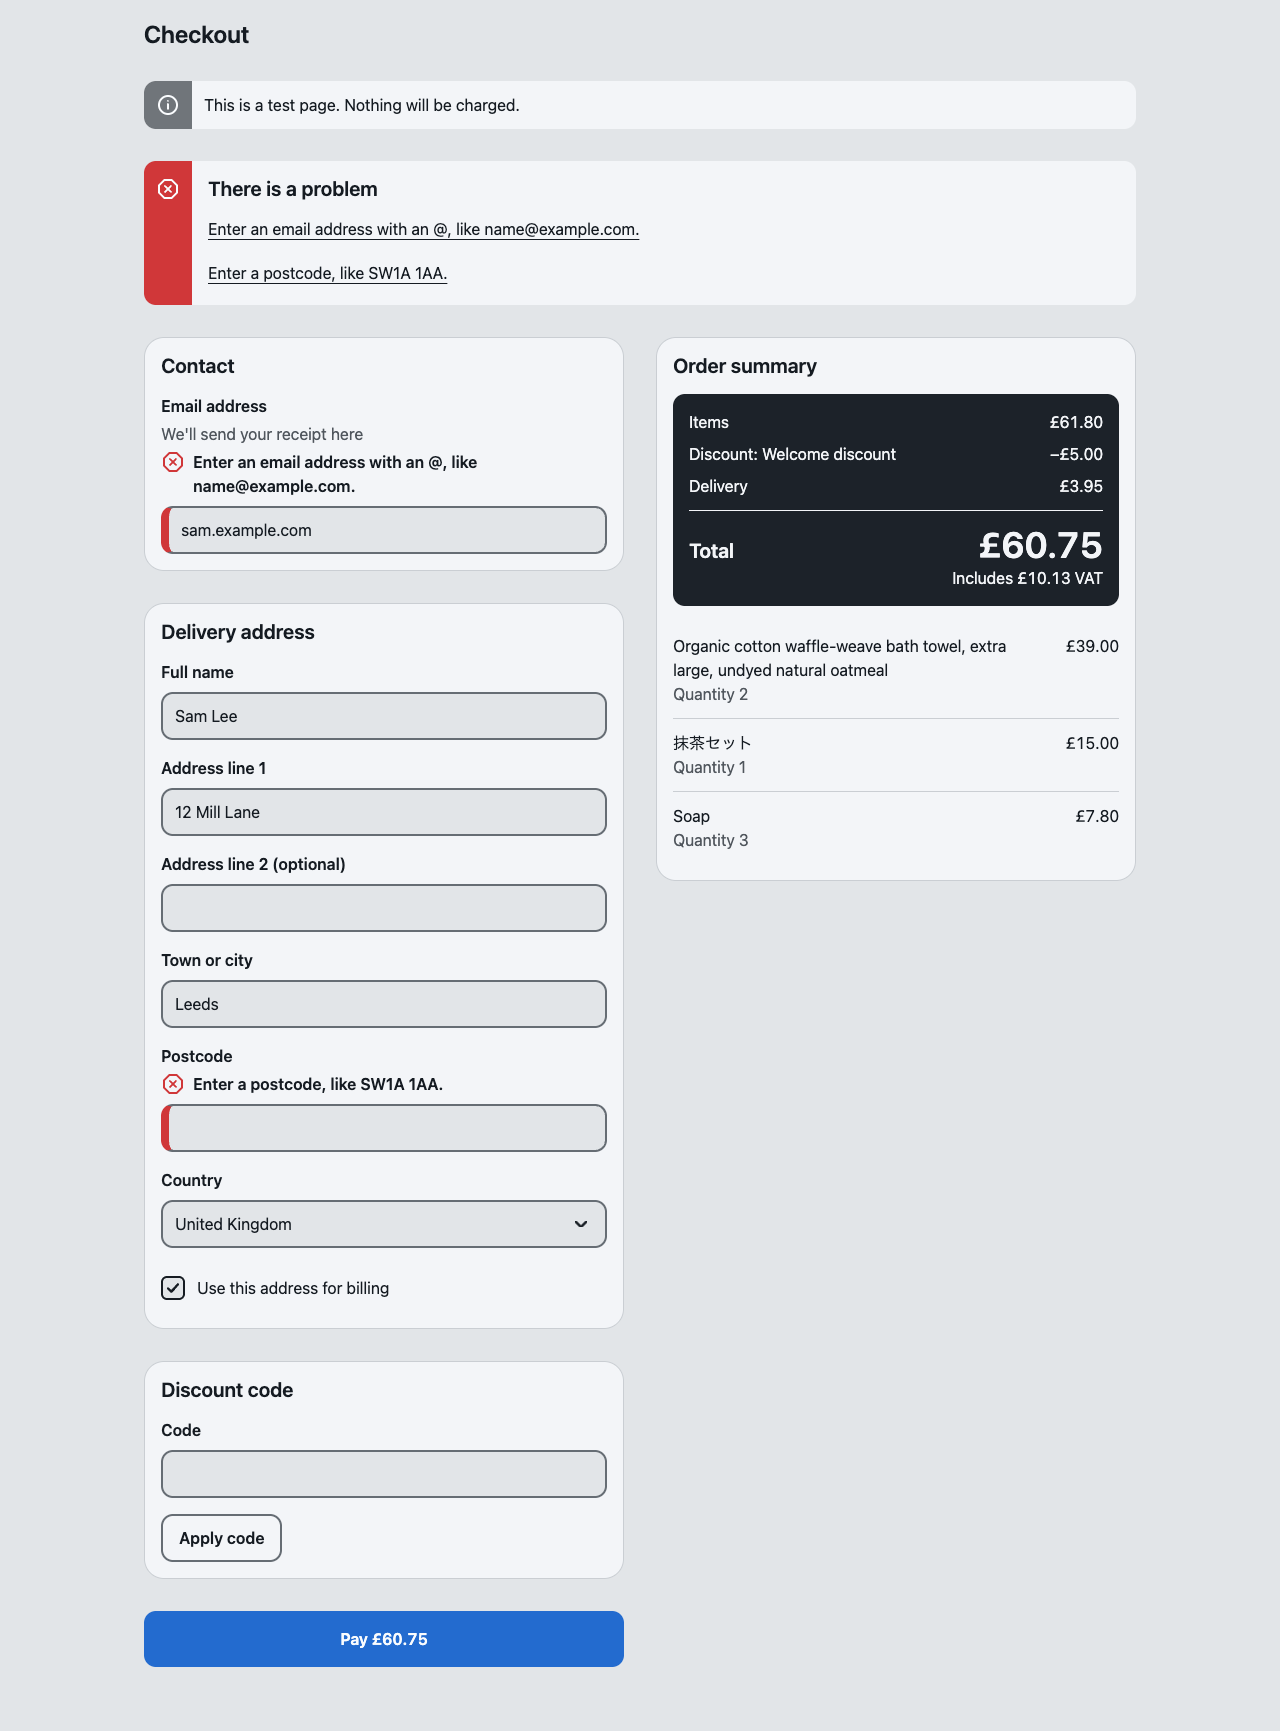 Checkout
This is a test page. Nothing will be charged.
There is a problem
Enter an email address with an @, like name@example.com.
Enter a postcode, like SW1A 1AA.
Contact
Email address
We'll send your receipt here
Enter an email address with an @, like
name@example.com.
sam.example.com
Delivery address
Full name
Sam Lee
Address line 1
12 Mill Lane
Address line 2 (optional)
Town or city
Leeds
Postcode
Enter a postcode, like SW1A 1AA.
Country
United Kingdom
Use this address for billing
Discount code
Code
Apply code
Pay £60.75
Order summary
Items £61.80
Discount: Welcome discount −£5.00
Delivery £3.95
Total £60.75
Includes £10.13 VAT
Organic cotton waffle-weave bath towel, extra £39.00
large, undyed natural oatmeal
Quantity 2
抹茶セット £15.00
Quantity 1
Soap £7.80
Quantity 3